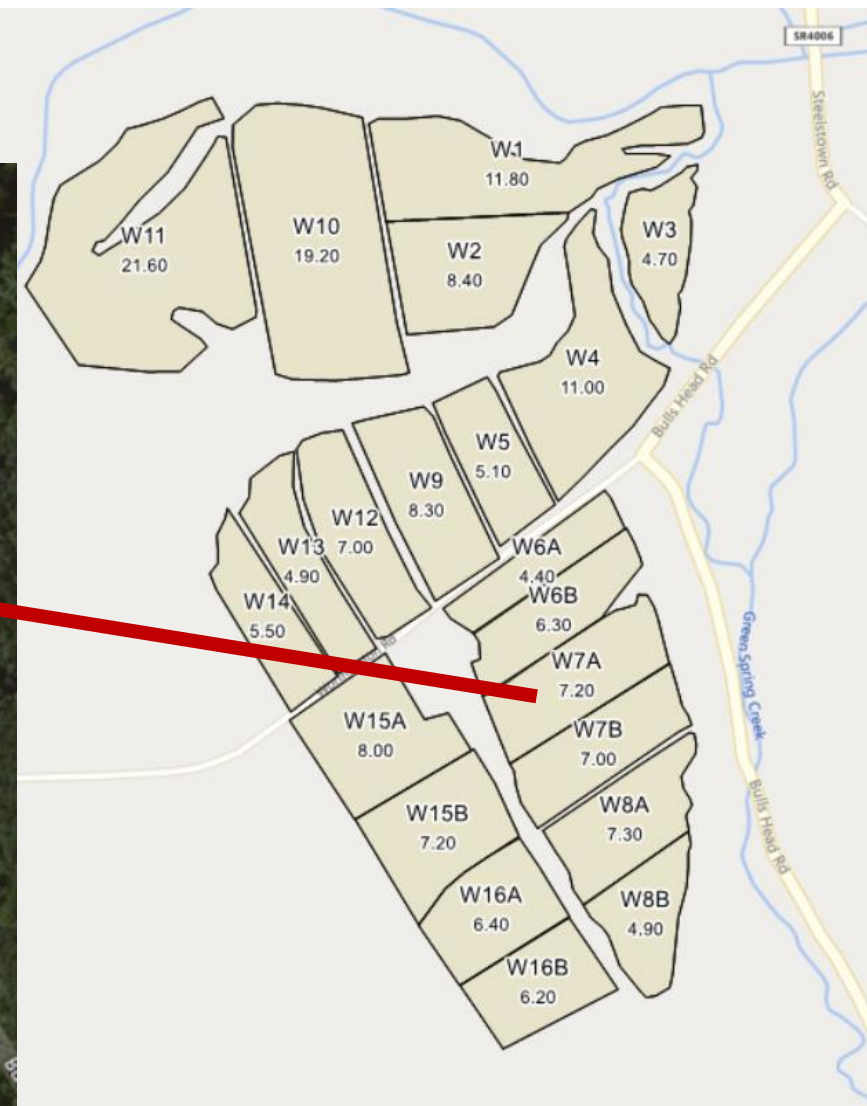 SR4006
Steelstown Rd
W1
11.80
W3
4.70
W10
19.20
W11
21.60
W2
8.40
W4
11.00
Bulls Head Rd
W5
5.10
W9
8.30
W12
7.00
W13
4.90
W14
5.50
W6A
4.40
W6B
6.30
W7A
7.20
Green Spring Creek
W7B
7.00
Rd
W15A
8.00
W15B
7.20
W8A
7.30
Bulls Head Rd
W16A
6.40
W8B
4.90
W16B
6.20